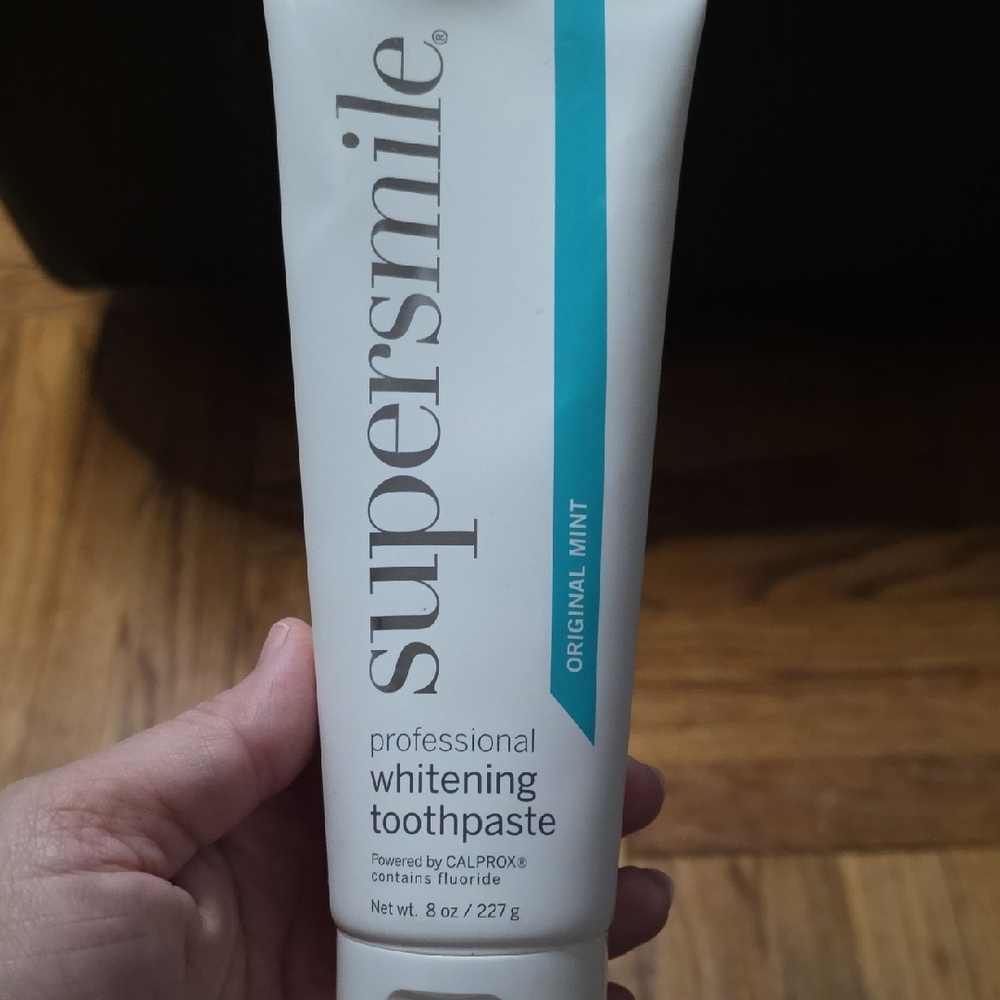 supersmile®
ORIGINAL MINT
professional
whitening
toothpaste
Powered by CALPROX®
contains fluoride
Net wt. 8 oz / 227 g